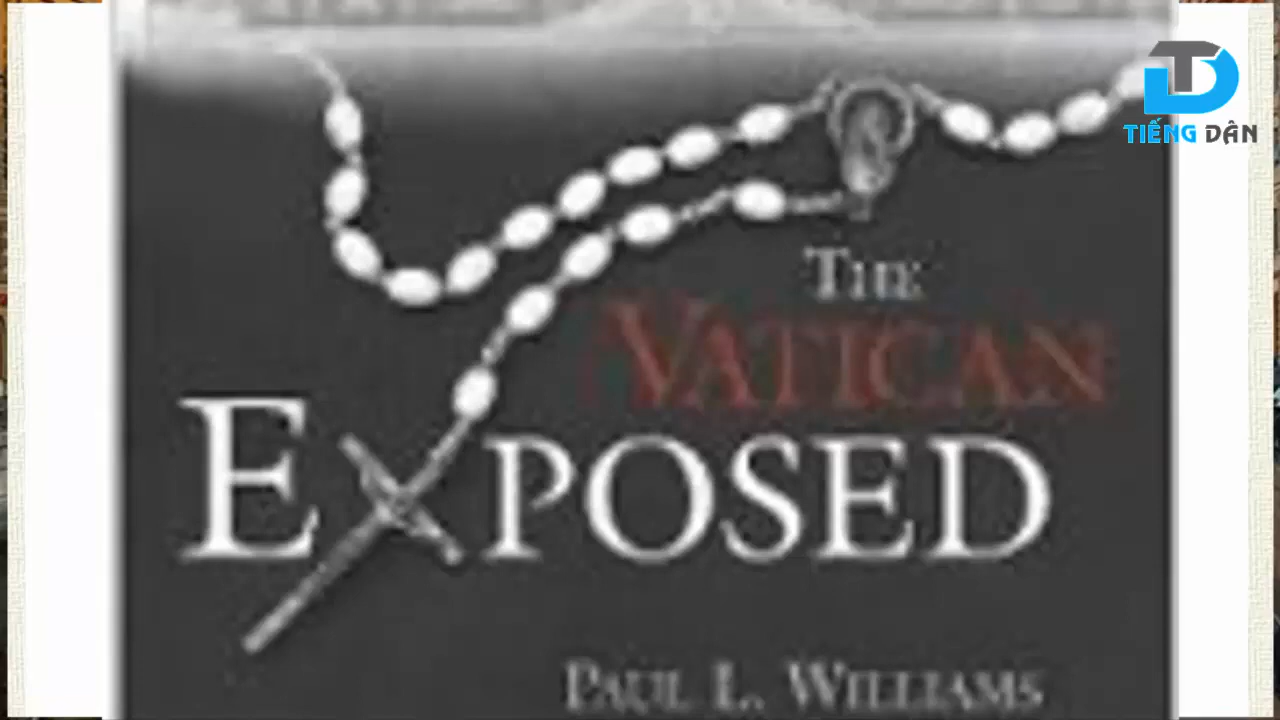 TIẾNG DÂN
THE
VATICAN
EXPOSED
PAUL L. WILLIAMS